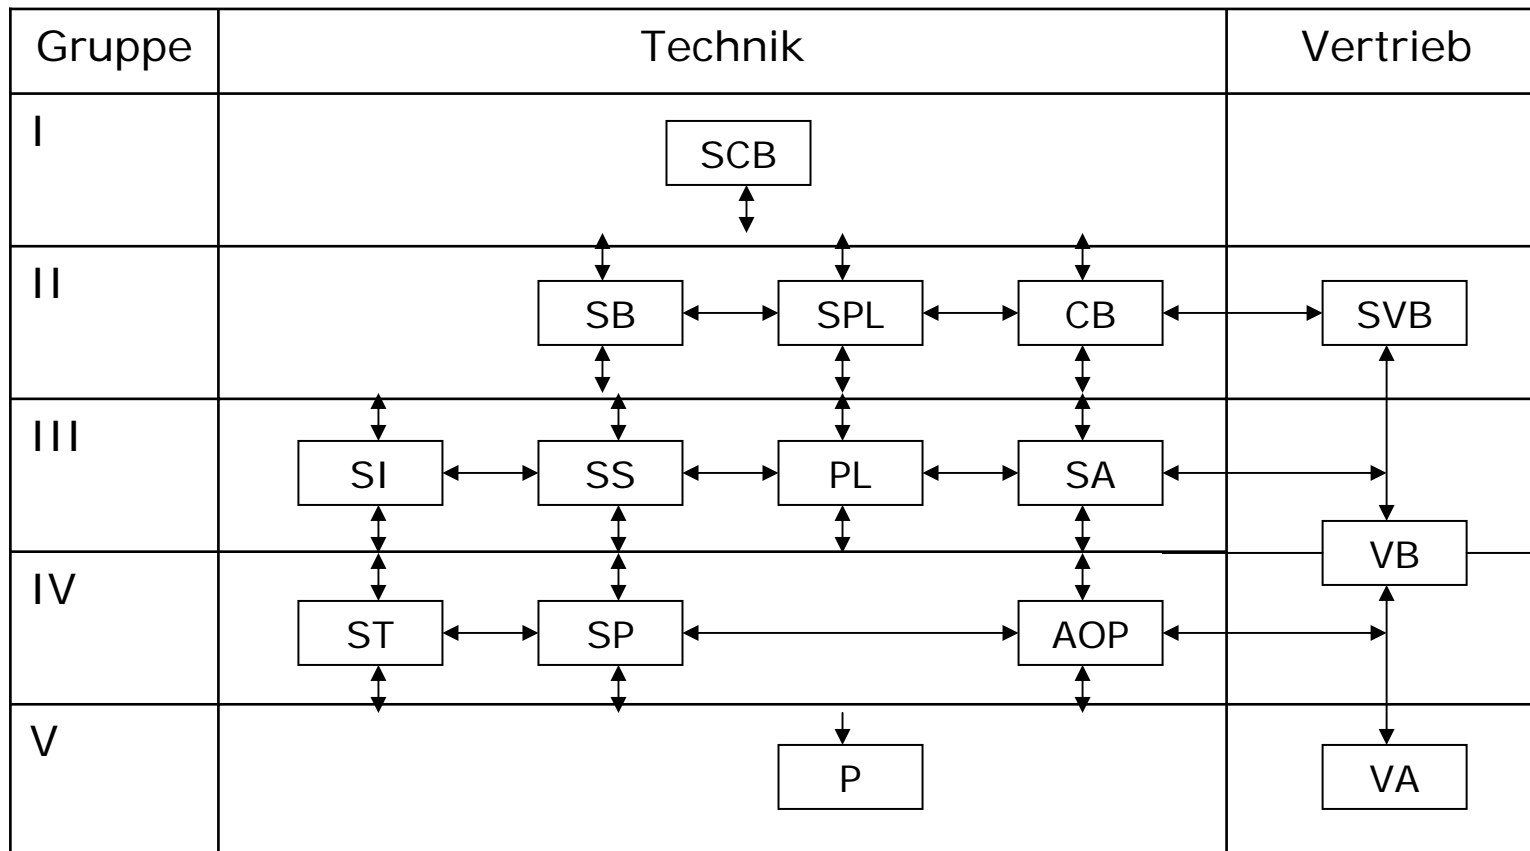 Gruppe Technik Vertrieb
I
SCB
II
SB SPL CB SVB
III
SI SS PL SA
VB
IV
ST SP AOP
V
P VA